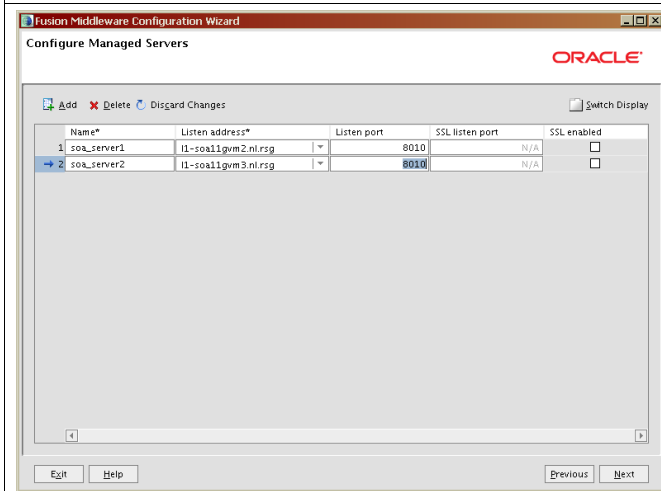 Fusion Middleware Configuration Wizard
Configure Managed Servers
ORACLE
Add Delete Discard Changes Switch Display
Name* Listen address* Listen port SSL listen port SSL enabled
1 soa_server1 l1-soa11gvm2.nl.rsg 8010 N/A
2 soa_server2 l1-soa11gvm3.nl.rsg 8010 N/A
Exit Help Previous Next